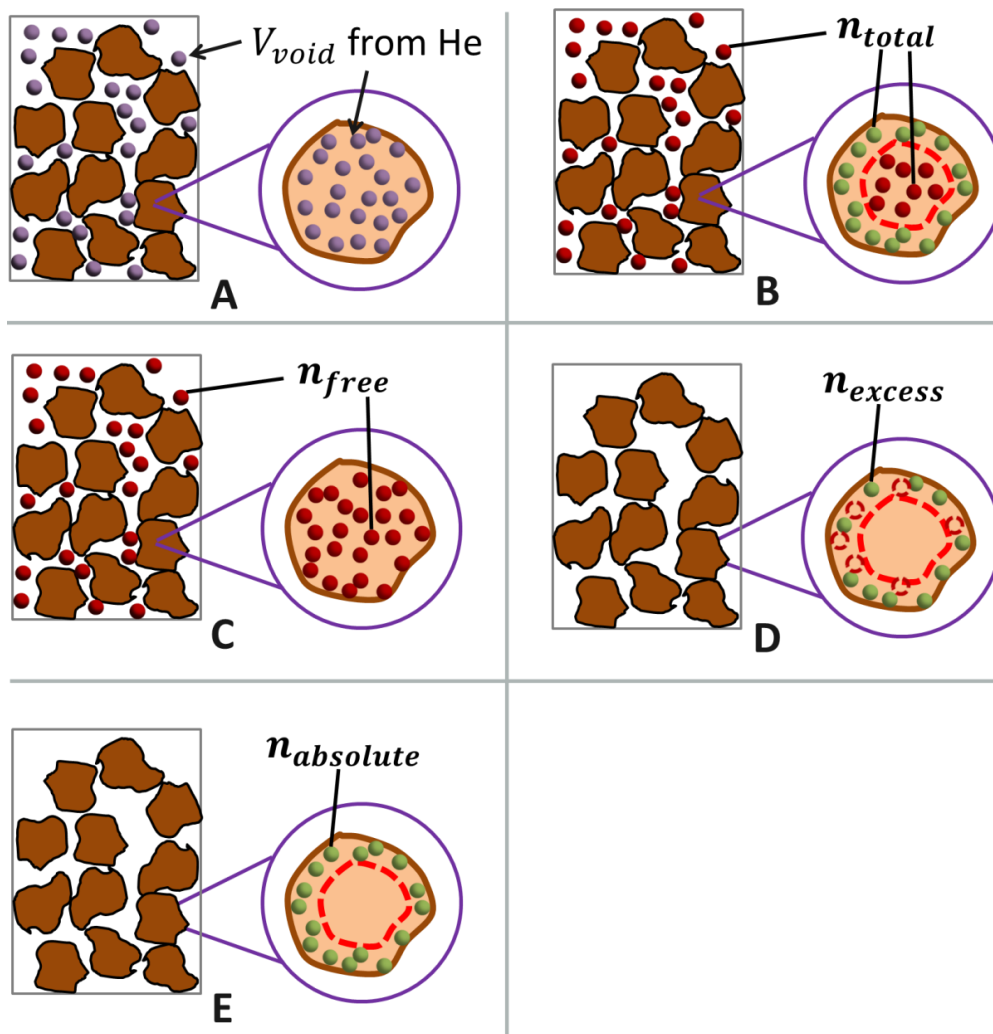 V_void from He
A
n_total
B
n_free
C
n_excess
D
n_absolute
E